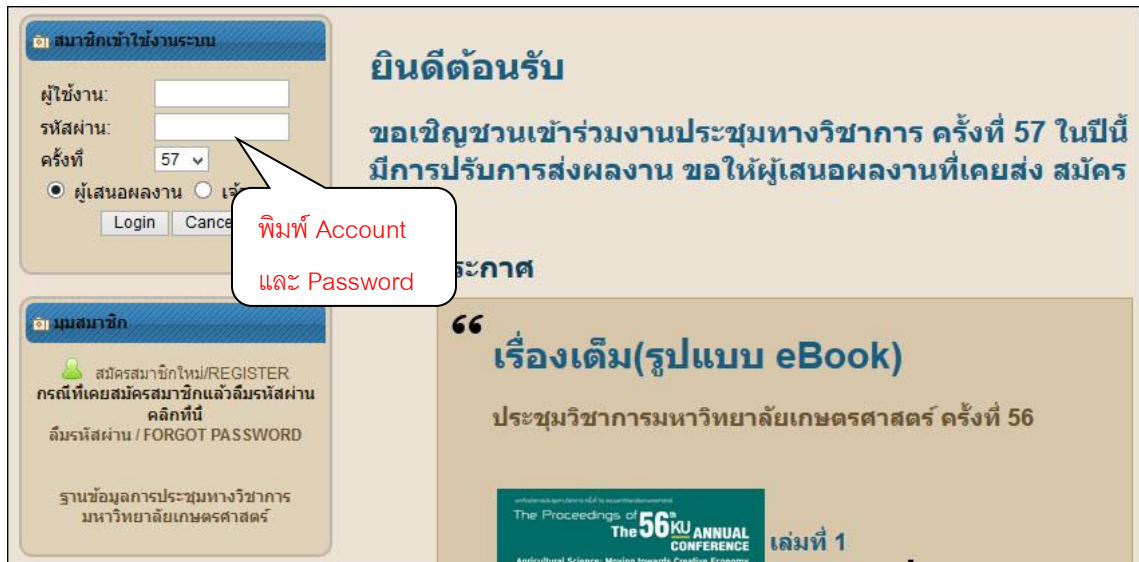 สมาชิกเข้าใช้งานระบบ
ผู้ใช้งาน:
รหัสผ่าน:
ครั้งที่ 57
ผู้เสนอผลงาน
Login Cance
พิมพ์ Account
และ Password
มุมสมาชิก
สมัครสมาชิกใหม่/REGISTER
กรณีที่เคยสมัครสมาชิกแล้วลืมรหัสผ่าน
คลิกที่นี่
ลืมรหัสผ่าน / FORGOT PASSWORD
ฐานข้อมูลการประชุมทางวิชาการ
มหาวิทยาลัยเกษตรศาสตร์
ยินดีต้อนรับ
ขอเชิญชวนเข้าร่วมงานประชุมทางวิชาการ ครั้งที่ 57 ในปีนี้
มีการปรับการส่งผลงาน ขอให้ผู้เสนอผลงานที่เคยส่ง สมัคร
ระกาศ
“
เรื่องเต็ม(รูปแบบ eBook)
ประชุมวิชาการมหาวิทยาลัยเกษตรศาสตร์ ครั้งที่ 56
The Proceedings of
The 56th KU ANNUAL
CONFERENCE
Agricultural Science: Moving towards Creative Economy
เล่มที่ 1